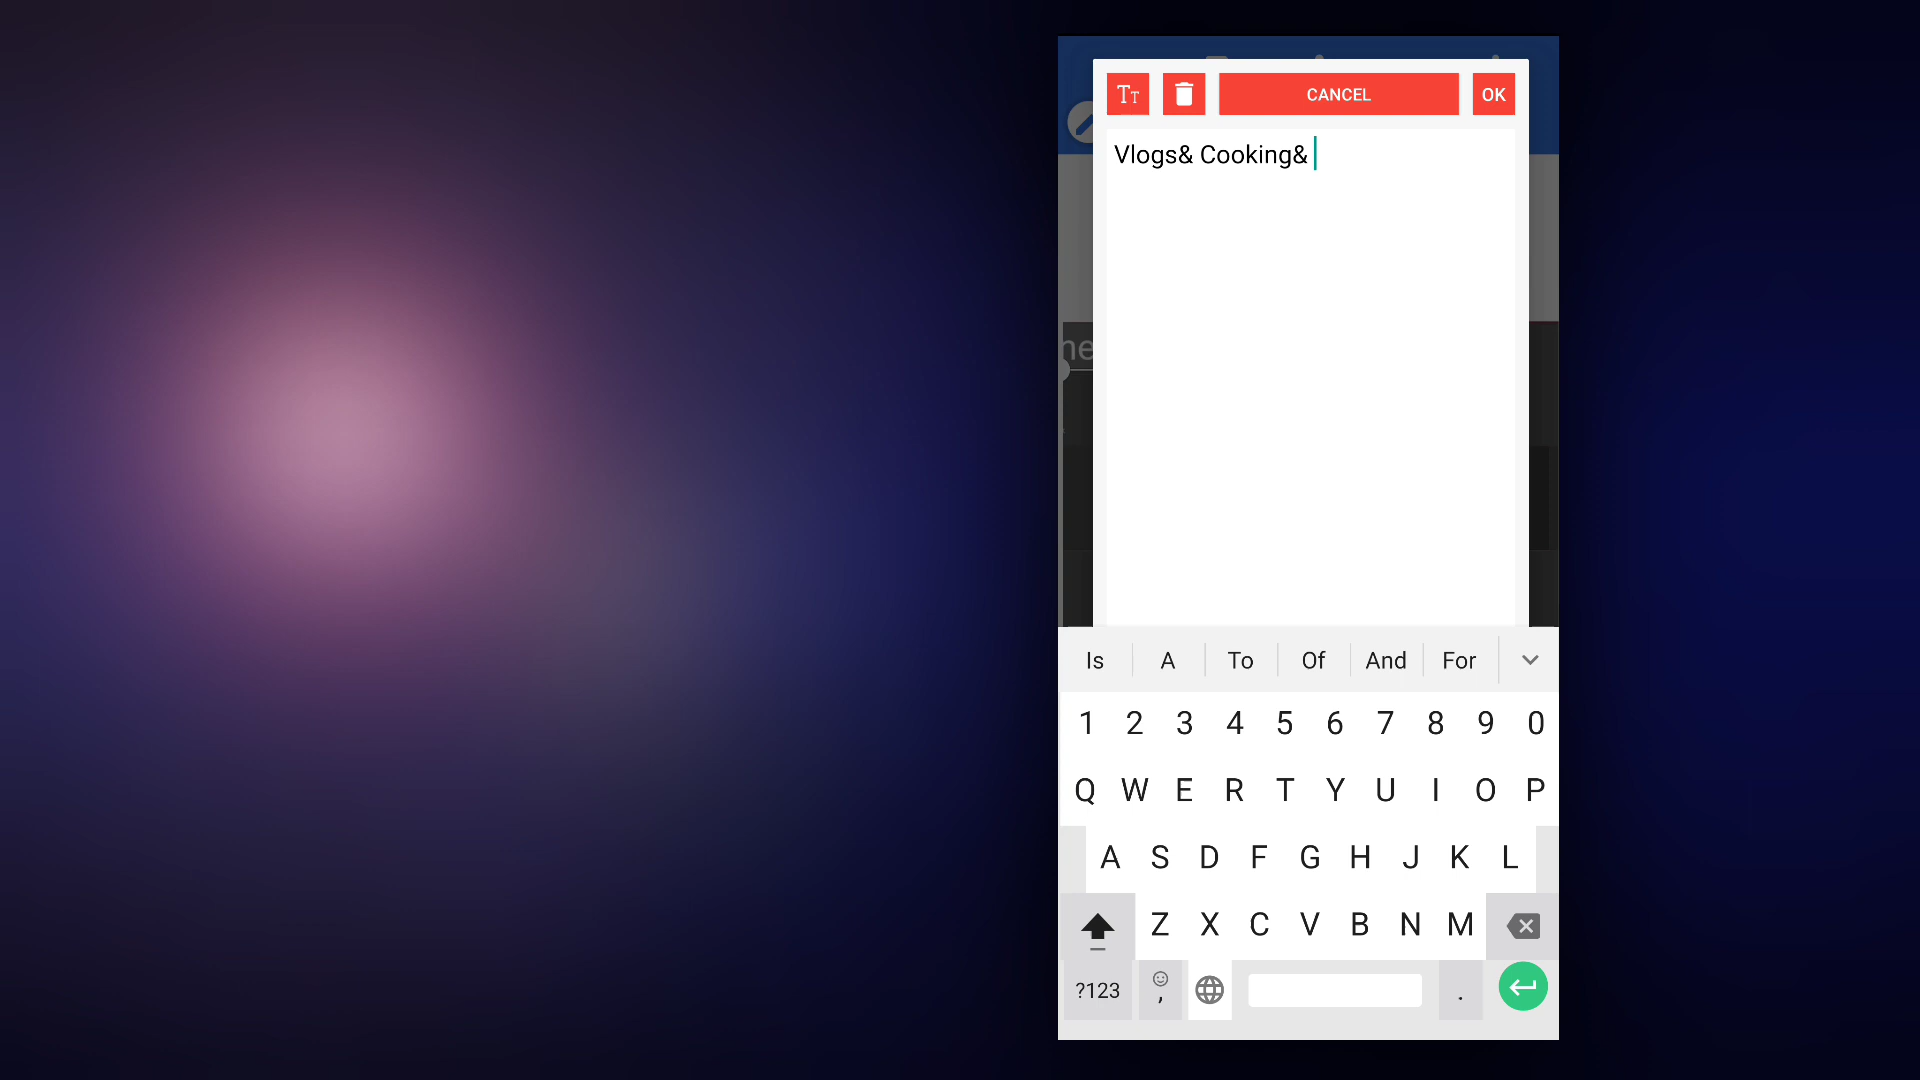 Tт CANCEL OK
Vlogs& Cooking&
he
Is A To Of And For
1 2 3 4 5 6 7 8 9 0
Q W E R T Y U I O P
A S D F G H J K L
Z X C V B N M
?123 , .